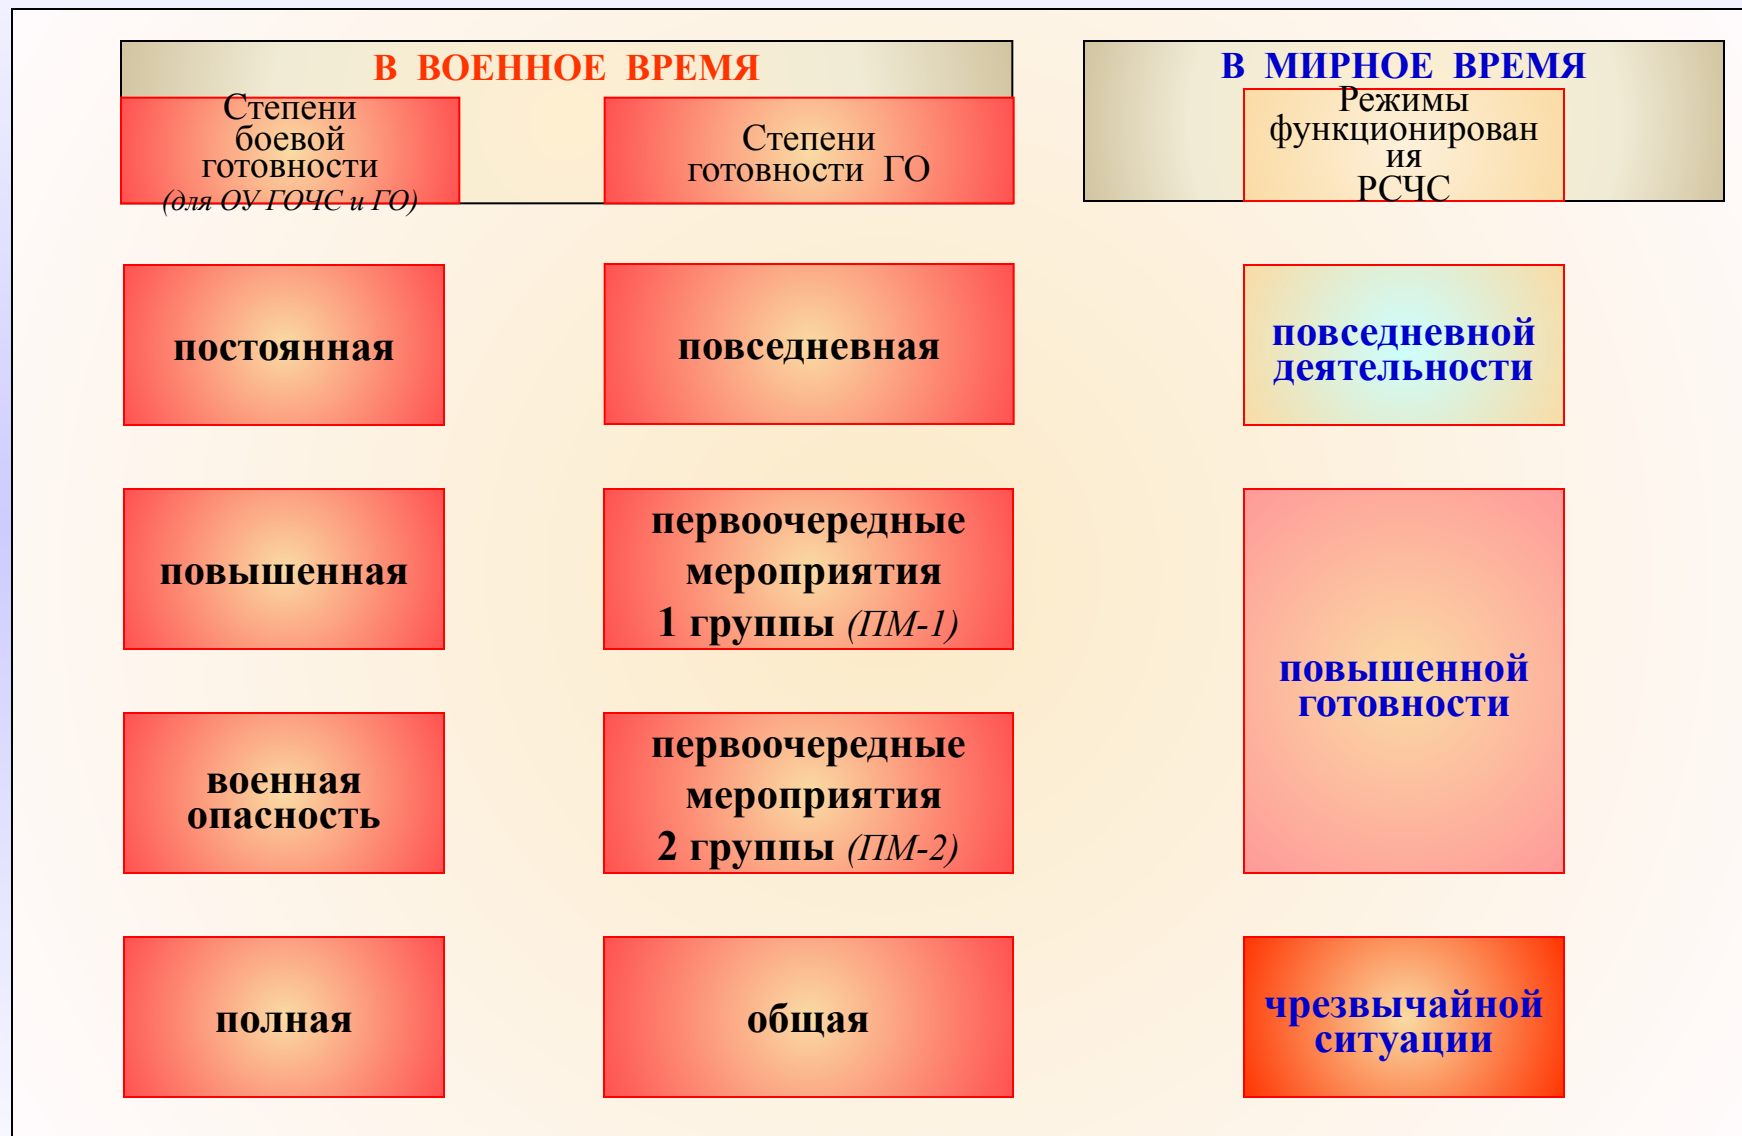 В ВОЕННОЕ ВРЕМЯ
Степени
боевой
готовности
(для ОУ ГОЧС и ГО)
Степени
готовности ГО
В МИРНОЕ ВРЕМЯ
Режимы
функционирован
ия
РСЧС
постоянная
повседневная
повседневной
деятельности
повышенная
первоочередные
мероприятия
1 группы (ПМ-1)
повышенной
готовности
военная
опасность
первоочередные
мероприятия
2 группы (ПМ-2)
полная
общая
чрезвычайной
ситуации